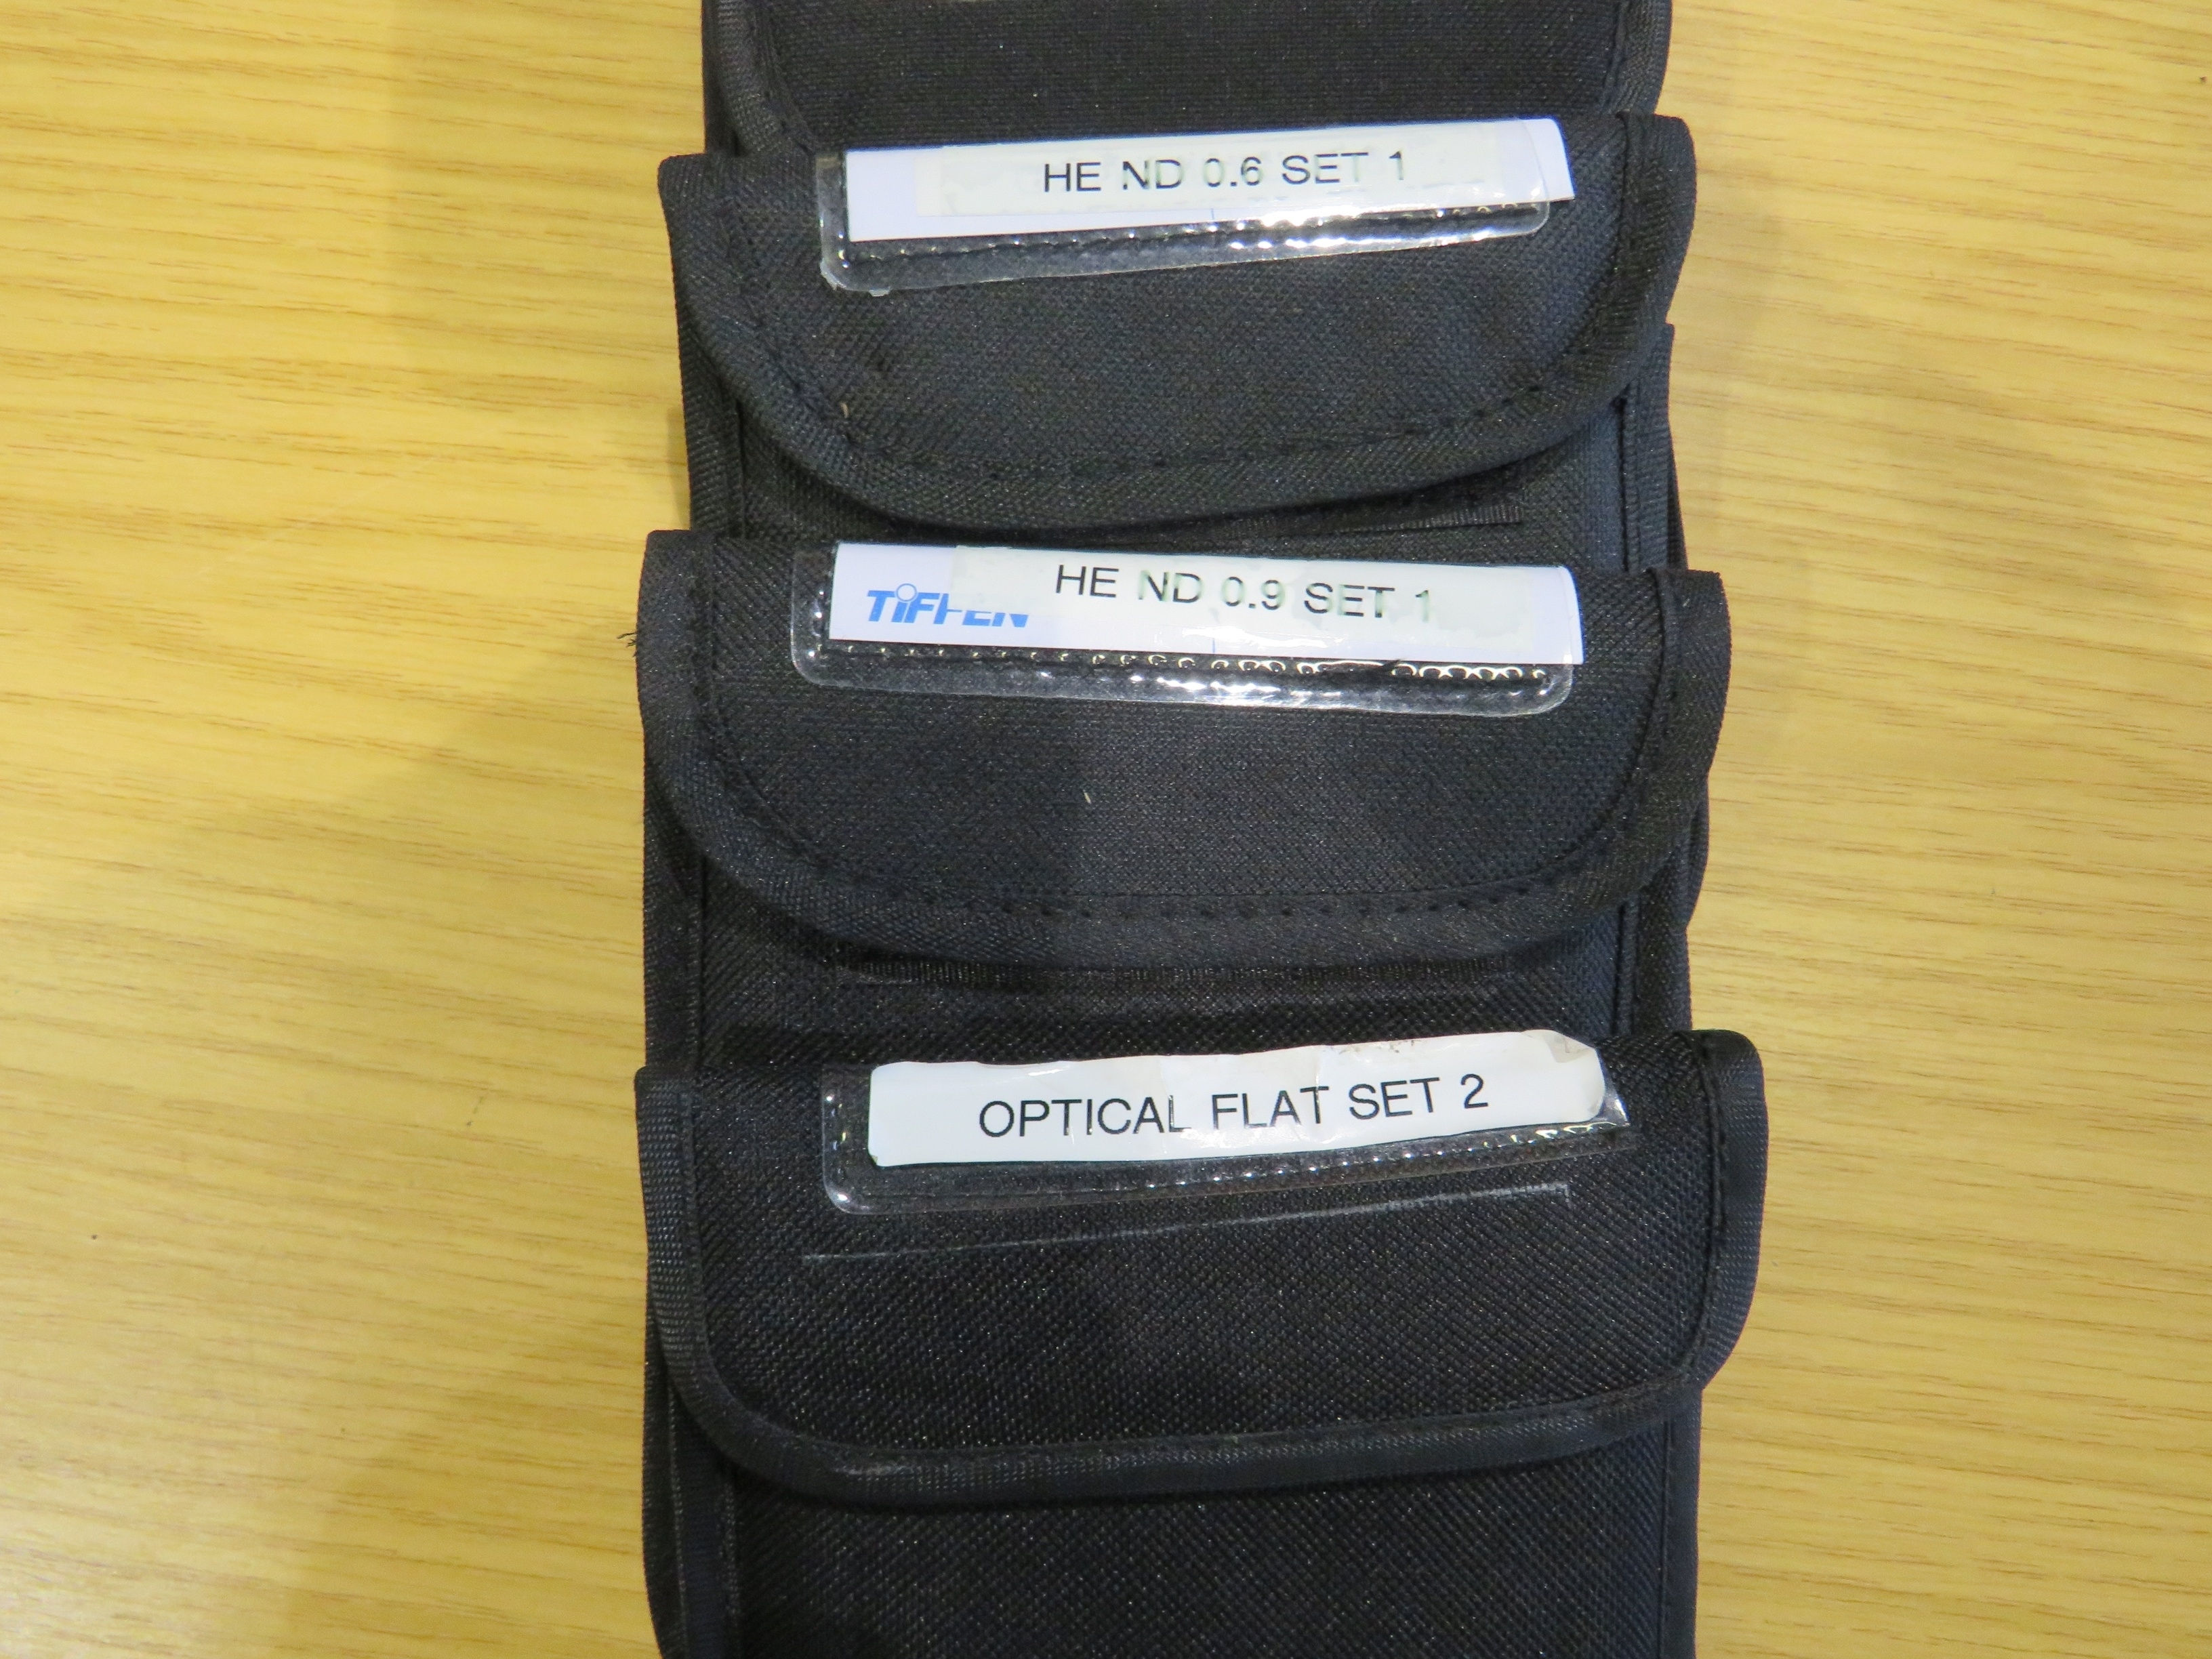 HE ND 0.6 SET 1
HE ND 0.9 SET 1
TiFFEN
OPTICAL FLAT SET 2